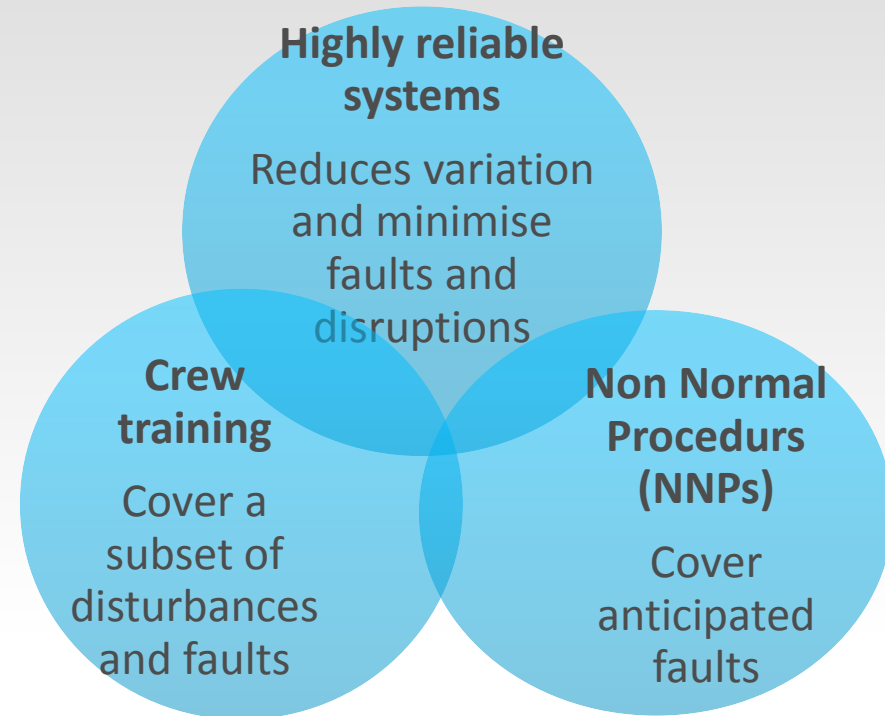 Highly reliable
systems
Reduces variation
and minimise
faults and
disruptions
Crew
training
Cover a
subset of
disturbances
and faults
Non Normal
Procedurs
(NNPs)
Cover
anticipated
faults